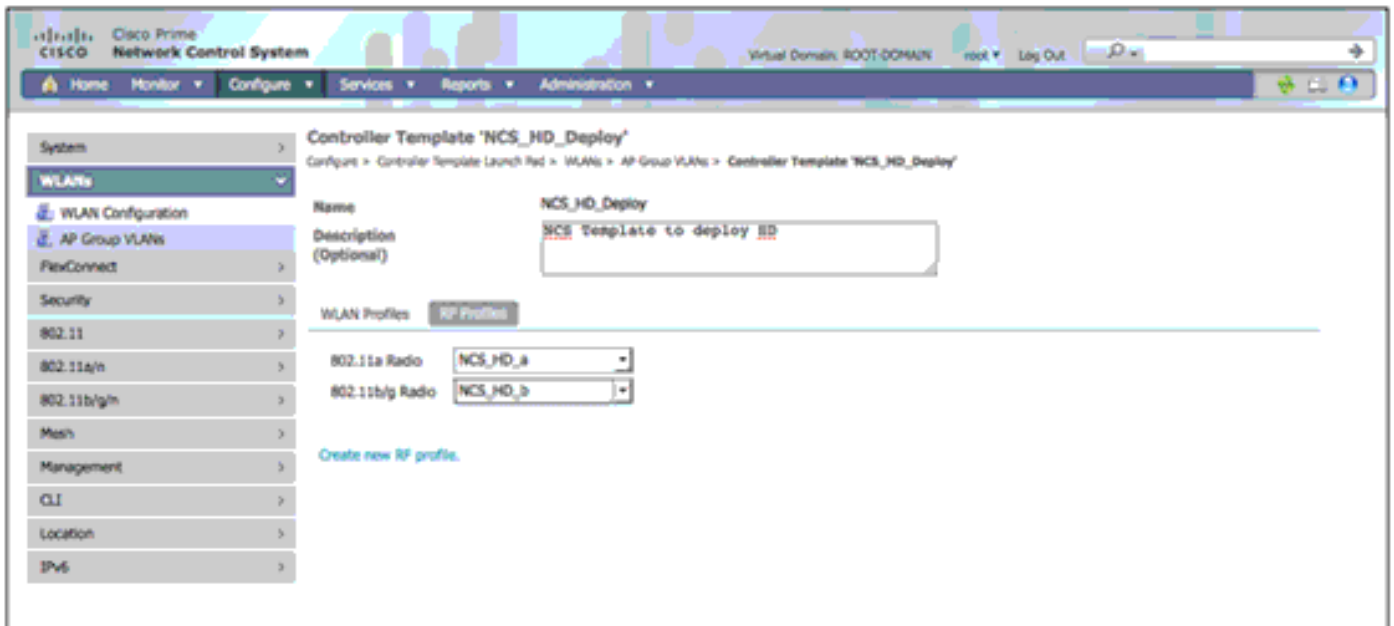 Cisco Prime
CISCO Network Control System
Virtual Domain: ROOT-DOMAIN root Log Out
Home Monitor Configure Services Reports Administration
System
WLANs
WLAN Configuration
AP Group VLANs
FlexConnect
Security
802.11
802.11a/n
802.11b/g/n
Mesh
Management
CLI
Location
IPv6
Controller Template 'NCS_HD_Deploy'
Configure > Controller Template Launch Pad > WLANs > AP Group VLANs > Controller Template 'NCS_HD_Deploy'
Name NCS_HD_Deploy
Description
(Optional)
NCS Template to deploy HD
WLAN Profiles RF Profiles
802.11a Radio NCS_HD_a
802.11b/g Radio NCS_HD_b
Create new RF profile.